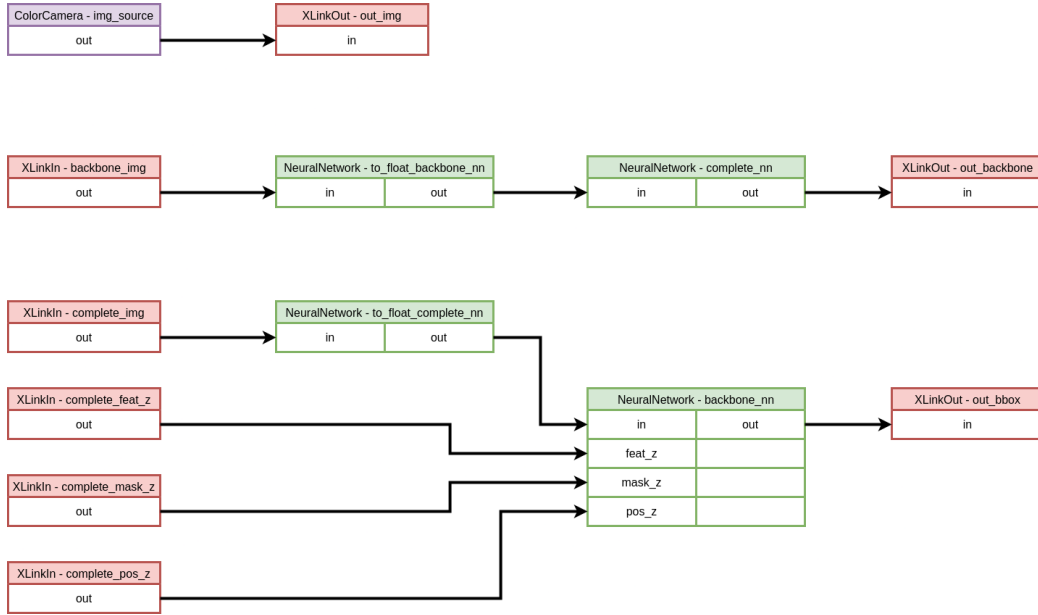 ColorCamera - img_source
out
XLinkOut - out_img
in
XLinkIn - backbone_img
out
NeuralNetwork - to_float_backbone_nn
in out
NeuralNetwork - complete_nn
in out
XLinkOut - out_backbone
in
XLinkIn - complete_img
out
NeuralNetwork - to_float_complete_nn
in out
XLinkIn - complete_feat_z
out
NeuralNetwork - backbone_nn
in out
feat_z
mask_z
pos_z
XLinkOut - out_bbox
in
XLinkIn - complete_mask_z
out
XLinkIn - complete_pos_z
out